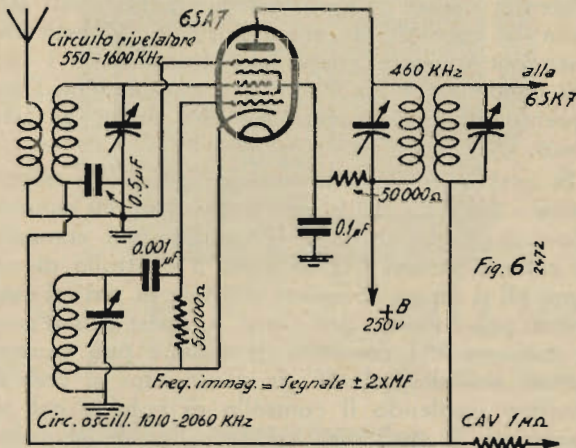 6SA7
Circuito rivelatore
550-1600 KHz
460 KHz
alla
6SK7
0.5µF
50000Ω
0.1µF
0.001
µF
50000Ω
Fig. 6
2472
+B
250v
Freq. immag. = Segnale ± 2xMF
Circ. oscill. 1010-2060 KHz
CAV 1MΩ